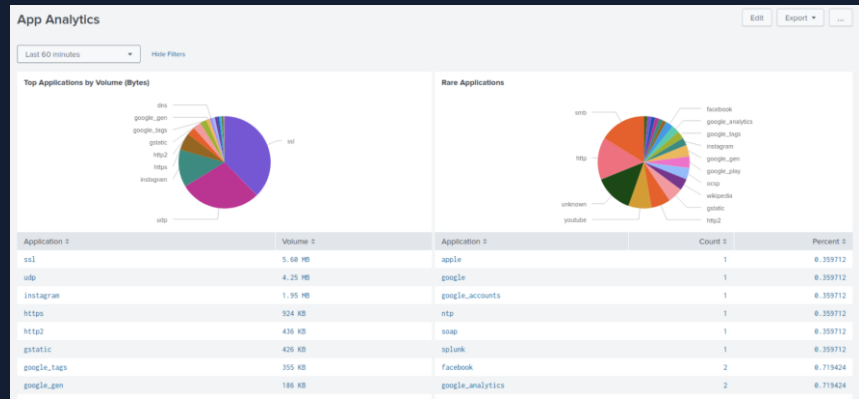 App Analytics
Edit
Export
...
Last 60 minutes
Hide Filters
Top Applications by Volume (Bytes)
dns
google_gen
google_tags
gstatic
http2
https
instagram
udp
ssl
Application
Volume
ssl 5.60 MB
udp 4.25 MB
instagram 1.95 MB
https 924 KB
http2 436 KB
gstatic 426 KB
google_tags 355 KB
google_gen 186 KB
Rare Applications
smb
http
unknown
youtube
facebook
google_analytics
google_tags
instagram
google_gen
google_play
ocsp
wikipedia
gstatic
http2
Application
Count
Percent
apple 1 0.359712
google 1 0.359712
google_accounts 1 0.359712
ntp 1 0.359712
soap 1 0.359712
splunk 1 0.359712
facebook 2 0.719424
google_analytics 2 0.719424